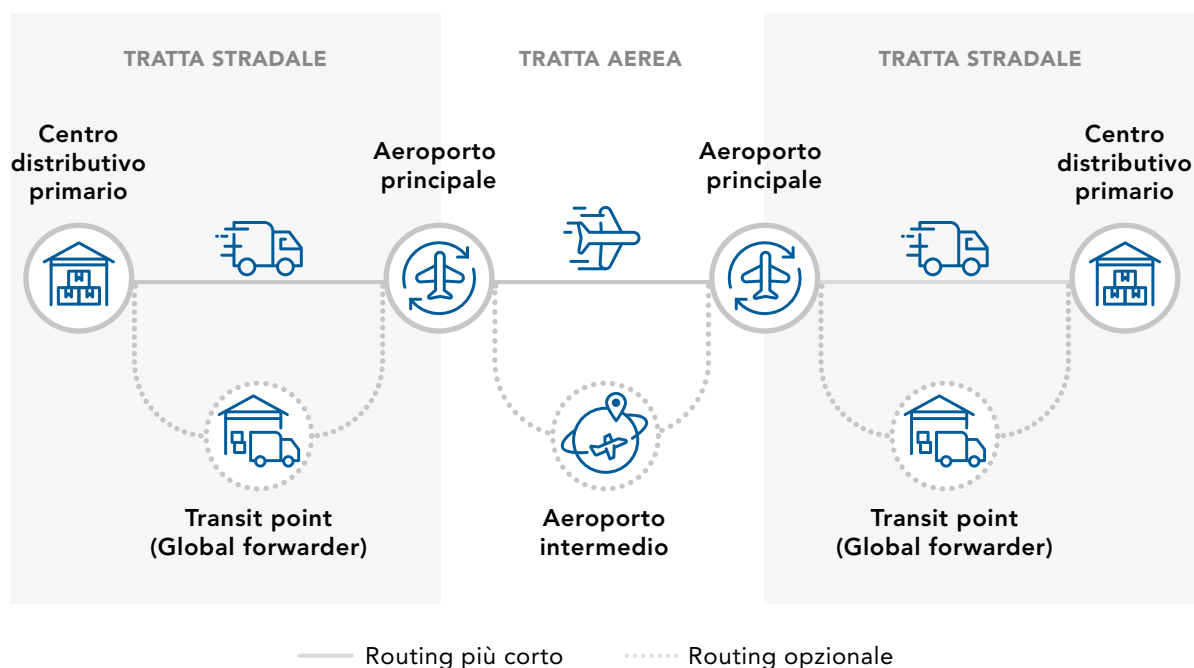 TRATTA STRADALE
TRATTA AEREA
TRATTA STRADALE
Centro
distributivo
primario
Aeroporto
principale
Aeroporto
principale
Centro
distributivo
primario
Transit point
(Global forwarder)
Aeroporto
intermedio
Transit point
(Global forwarder)
Routing più corto
Routing opzionale